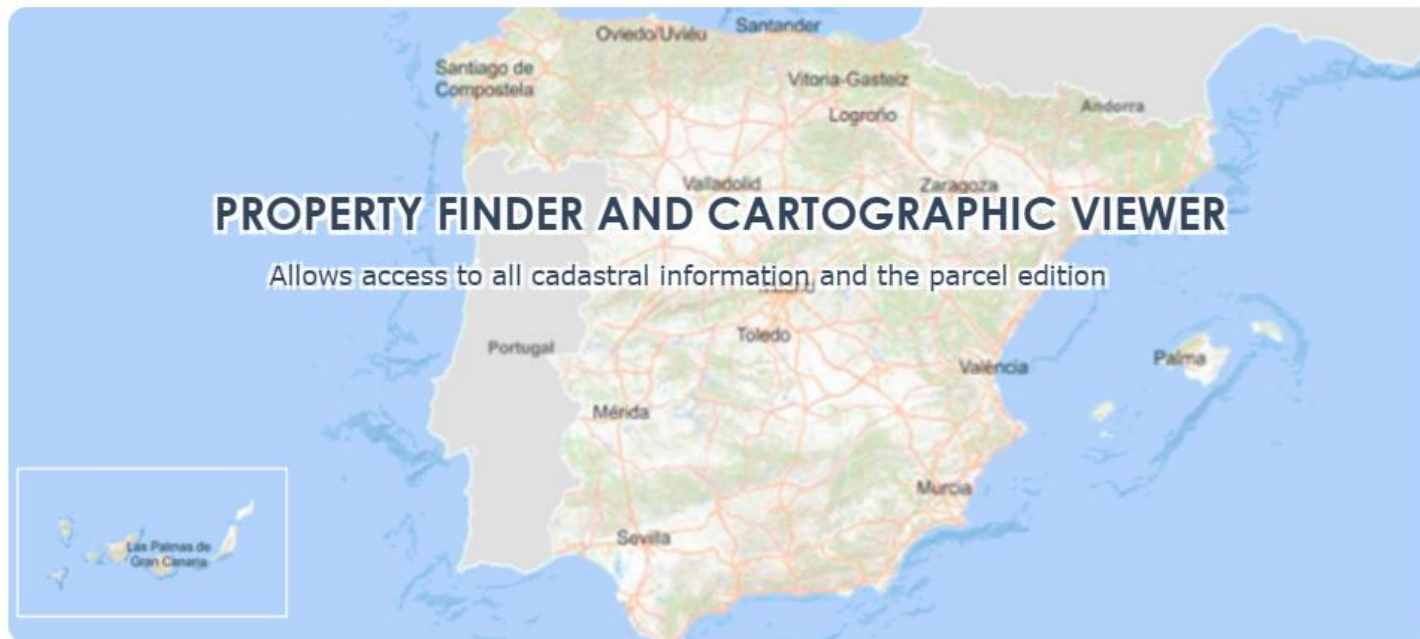 Oviedo/Uviéu
Santander
Santiago de
Compostela
Vitoria-Gasteiz
Logroño
Andorra
Valladolid
Zaragoza
PROPERTY FINDER AND CARTOGRAPHIC VIEWER
Allows access to all cadastral information and the parcel edition
Toledo
Portugal
València
Palma
Mérida
Murcia
Sevilla
Las Palmas de
Gran Canaria